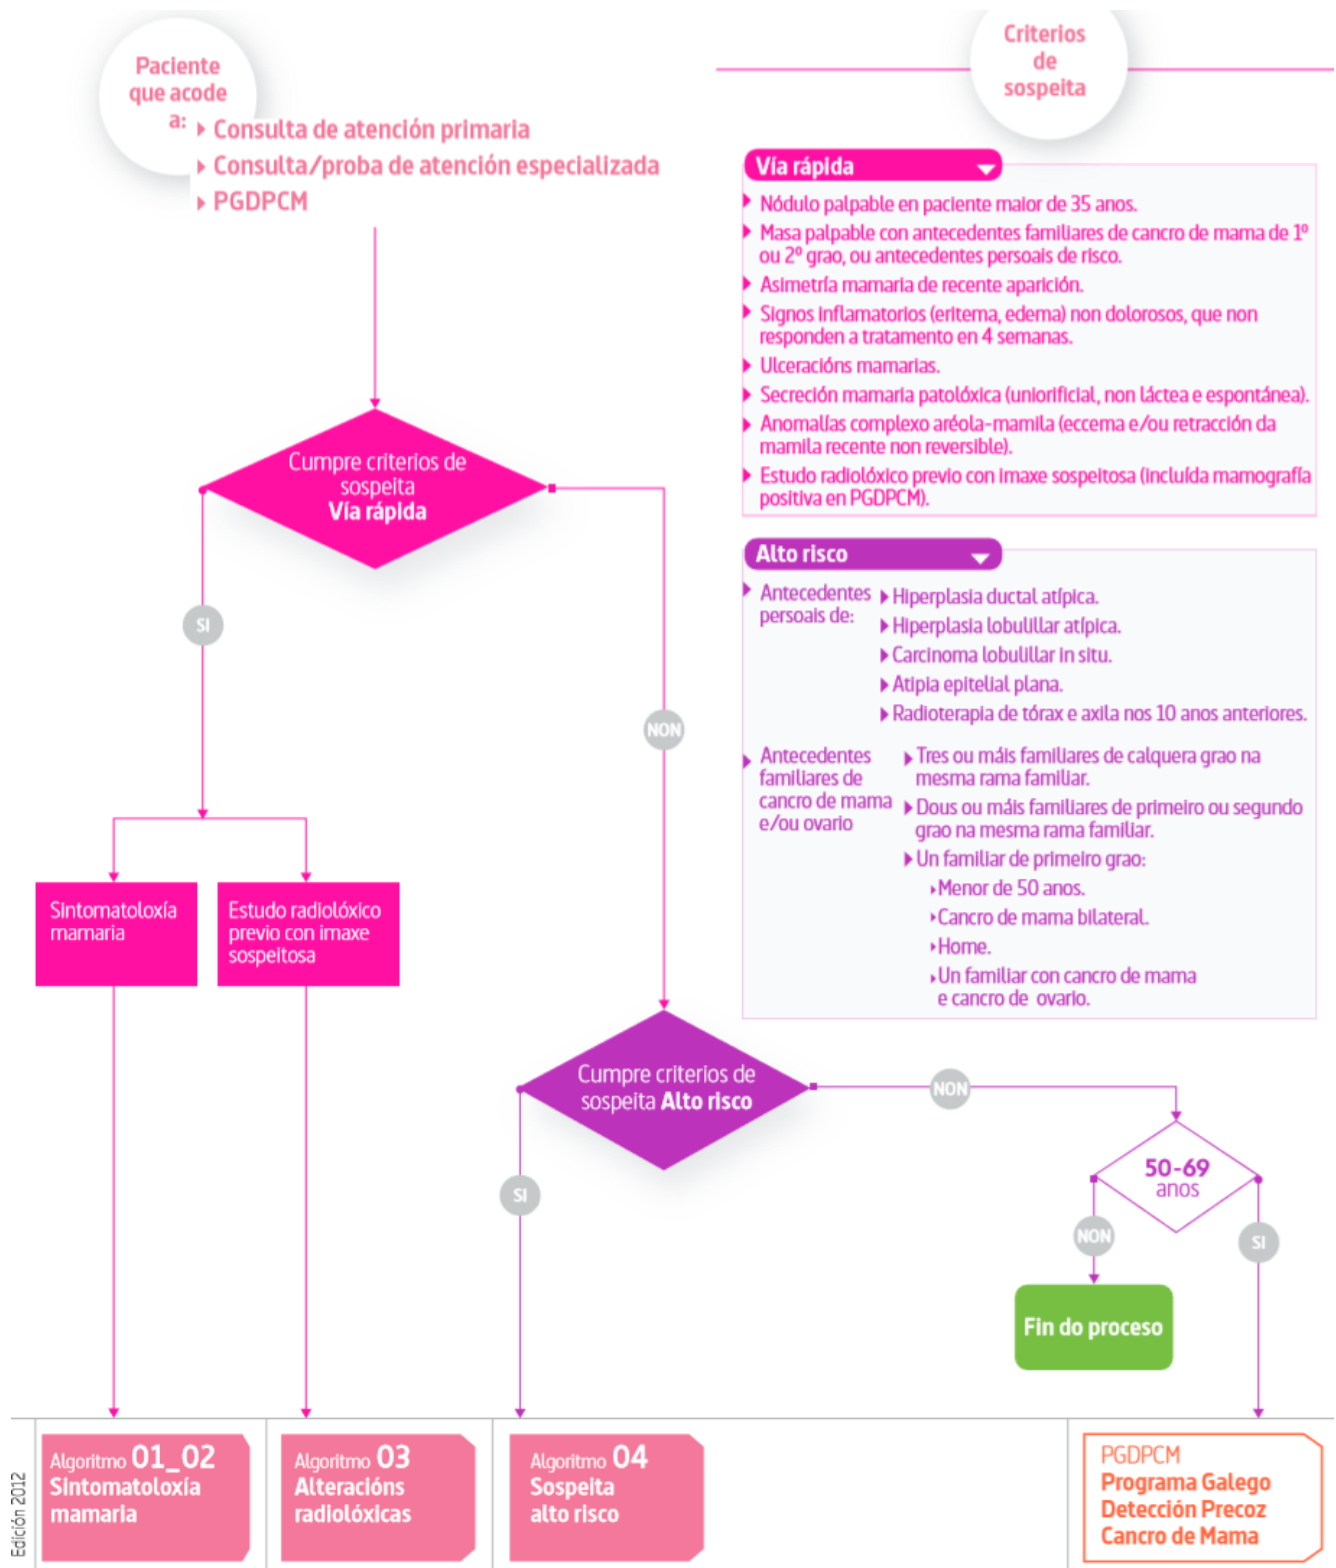 Paciente
que acode
a:
Consulta de atención primaria
Consulta/proba de atención especializada
PGDPCM
Criterios
de
sospeita
Vía rápida
Nódulo palpable en paciente maior de 35 anos.
Masa palpable con antecedentes familiares de cancro de mama de 1º
ou 2º grao, ou antecedentes persoais de risco.
Asimetría mamaria de recente aparición.
Signos inflamatorios (eritema, edema) non dolorosos, que non
responden a tratamento en 4 semanas.
Ulceracións mamarias.
Secreción mamaria patolóxica (uniorificial, non láctea e espontánea).
Anomalías complexo aréola-mamila (eccema e/ou retracción da
mamila recente non reversible).
Estudo radiolóxico previo con imaxe sospeitosa (incluída mamografía
positiva en PGDPCM).
Cumpre criterios de
sospeita
Vía rápida
SI
NON
Alto risco
Antecedentes
persoais de:
Hiperplasia ductal atípica.
Hiperplasia lobulillar atípica.
Carcinoma lobulillar in situ.
Atipia epitelial plana.
Radioterapia de tórax e axila nos 10 anos anteriores.
Antecedentes
familiares de
cancro de mama
e/ou ovario
Tres ou máis familiares de calquera grao na
mesma rama familiar.
Dous ou máis familiares de primeiro ou segundo
grao na mesma rama familiar.
Un familiar de primeiro grao:
Menor de 50 anos.
Cancro de mama bilateral.
Home.
Un familiar con cancro de mama
e cancro de ovario.
Sintomatoloxía
mamaria
Estudo radiolóxico
previo con imaxe
sospeitosa
Cumpre criterios de
sospeita Alto risco
SI
NON
50-69
anos
NON
SI
Fin do proceso
Algoritmo 01_02
Sintomatoloxía
mamaria
Algoritmo 03
Alteracións
radiolóxicas
Algoritmo 04
Sospeita
alto risco
PGDPCM
Programa Galego
Detección Precoz
Cancro de Mama
Edición 2012